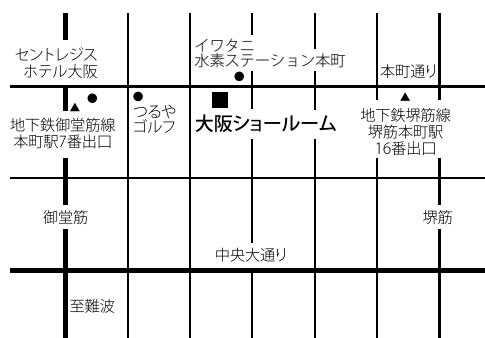 セントレジス
ホテル大阪
イワタニ
水素ステーション本町
本町通り
つるや
ゴルフ
大阪ショールーム
地下鉄御堂筋線
本町駅7番出口
地下鉄堺筋線
堺筋本町駅
16番出口
御堂筋
堺筋
中央大通り
至難波